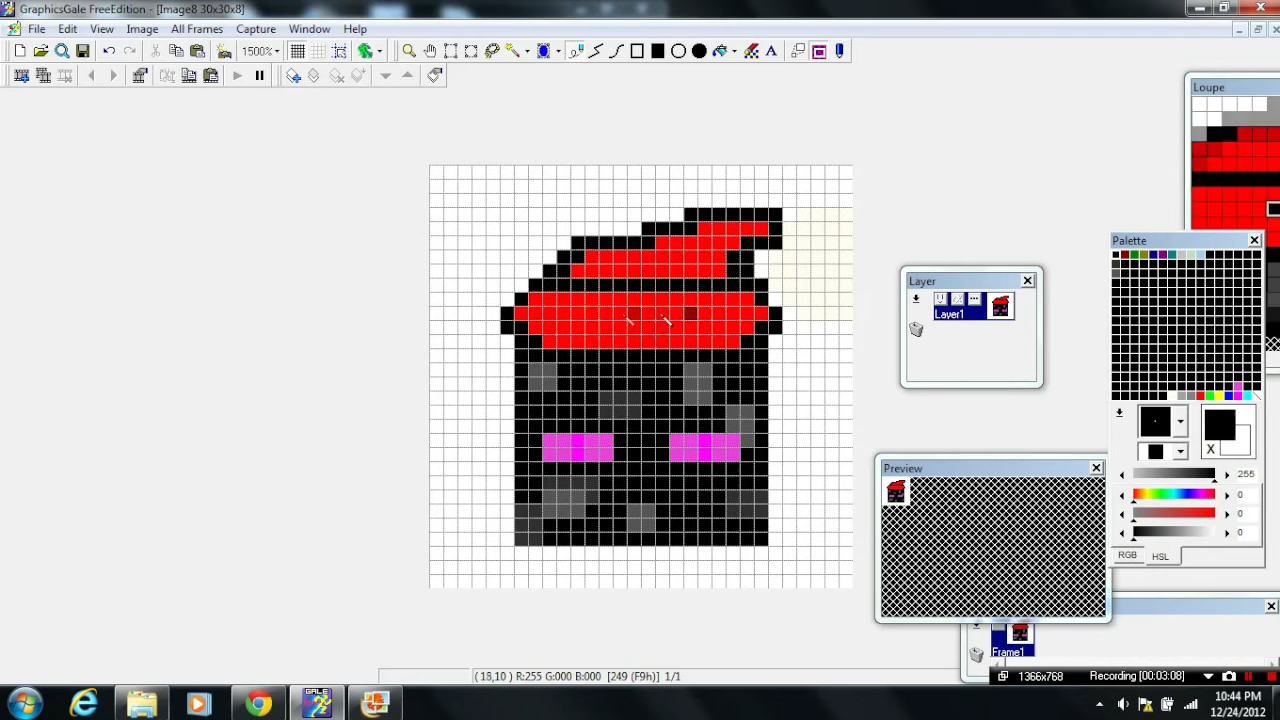 GraphicsGale FreeEdition - [Image8 30x30x8]
File Edit View Image All Frames Capture Window Help
1500%
A
Loupe
Palette
Layer
Layer1
Preview
X
255
0
0
0
RGB HSL
Frame1
( 18,10 ) R:255 G:000 B:000 [249 (F9h)] 1/1
1366x768 Recording [00:03:08]
GALE
10:44 PM
12/24/2012